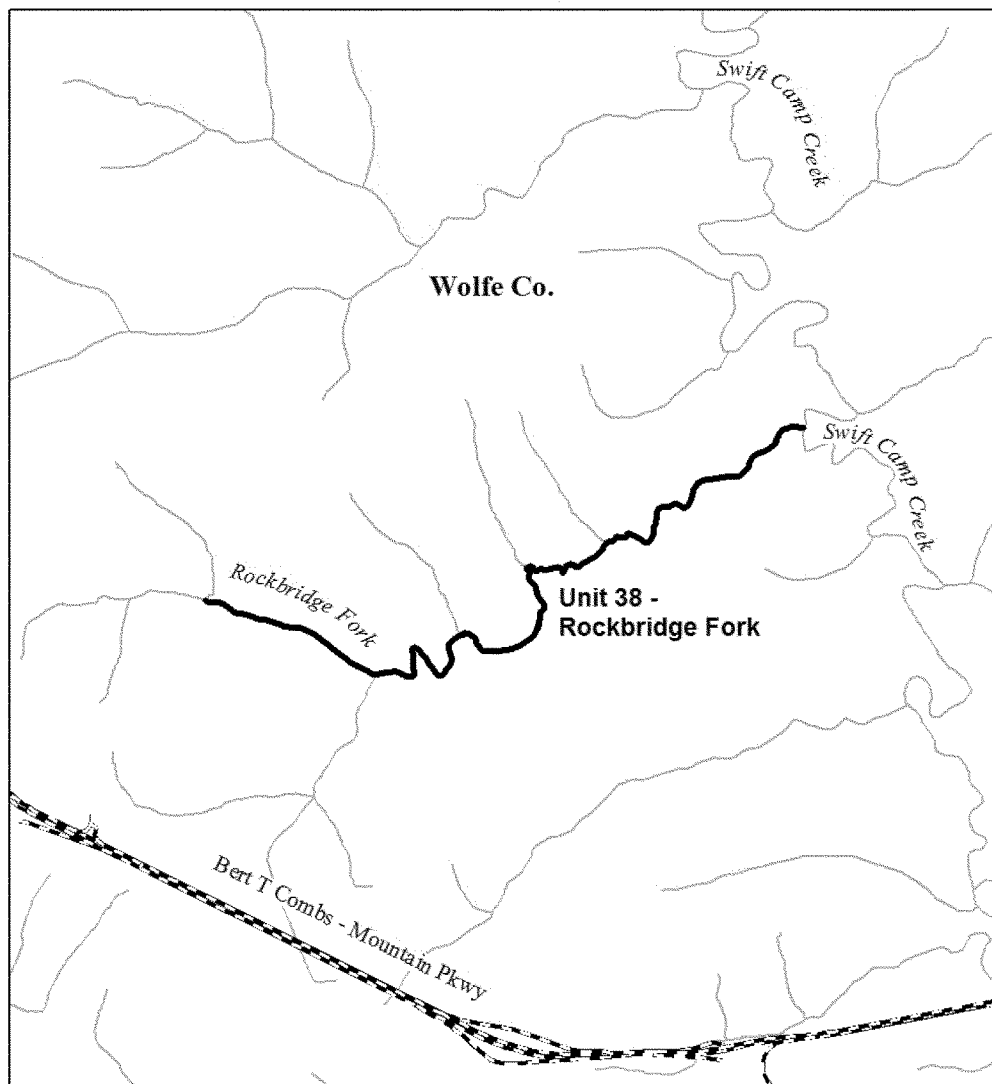 Swift Camp Creek
Wolfe Co.
Swift Camp Creek
Rockbridge Fork
Unit 38 -
Rockbridge Fork
Bert T Combs - Mountain Pkwy